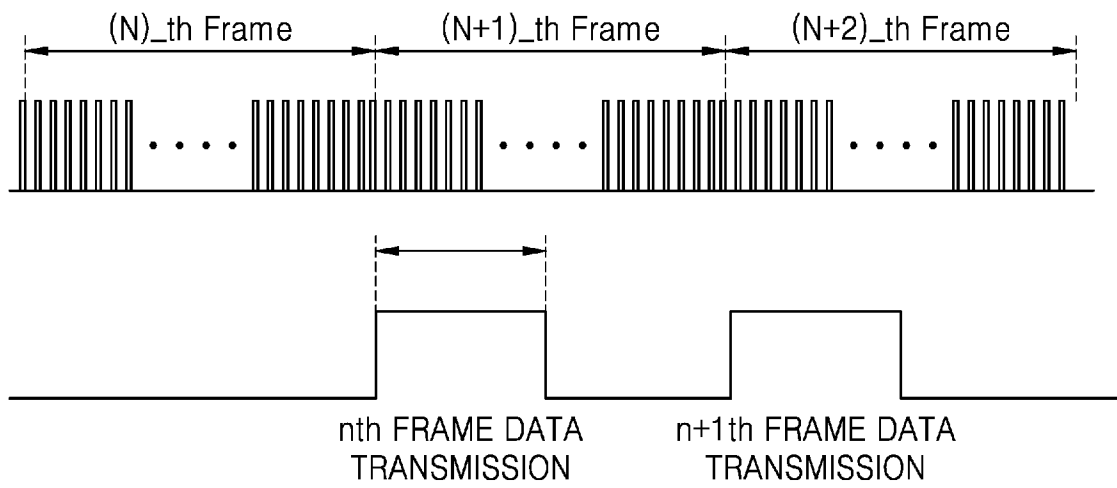 (N)_th Frame
(N+1)_th Frame
(N+2)_th Frame
nth FRAME DATA
TRANSMISSION
n+1th FRAME DATA
TRANSMISSION